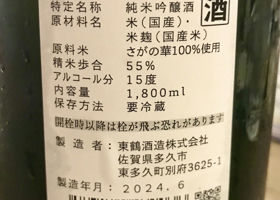 酒
特定名称 純米吟醸酒
原材料名 米(国産)・
米麹(国産米)
原料米 さがの華100%使用
精米歩合 55%
アルコール分 15度
内容量 1,800ml
保存方法 要冷蔵
開栓時以降は栓が飛ぶ恐れがあります
製造者:東鶴酒造株式会社
佐賀県多久市
東多久町別府3625-1
製造年月 2024.6